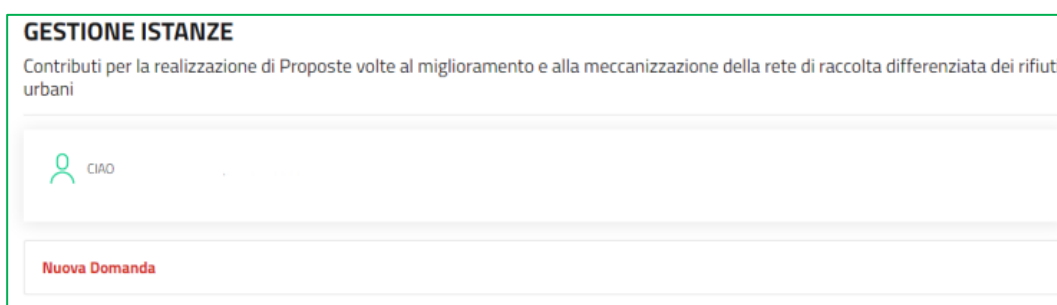 GESTIONE ISTANZE
Contributi per la realizzazione di Proposte volte al miglioramento e alla meccanizzazione della rete di raccolta differenziata dei rifiuti
urbani
CIAO
Nuova Domanda